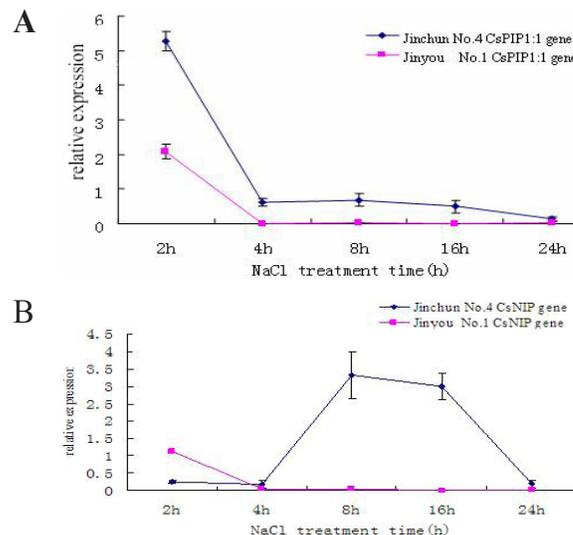 A
Jinchun No.4 CsPIP1:1 gene
Jinyou No.1 CsPIP1:1 gene
relative expression
6
5
4
3
2
1
0
2h 4h 8h 16h 24h
NaCl treatment time(h)
B
Jinchun No.4 CsNIP gene
Jinyou No.1 CsNIP gene
relative expression
4.5
4
3.5
3
2.5
1.5
1
0.5
0
2h 4h 8h 16h 24h
NaCl treatment time(h)